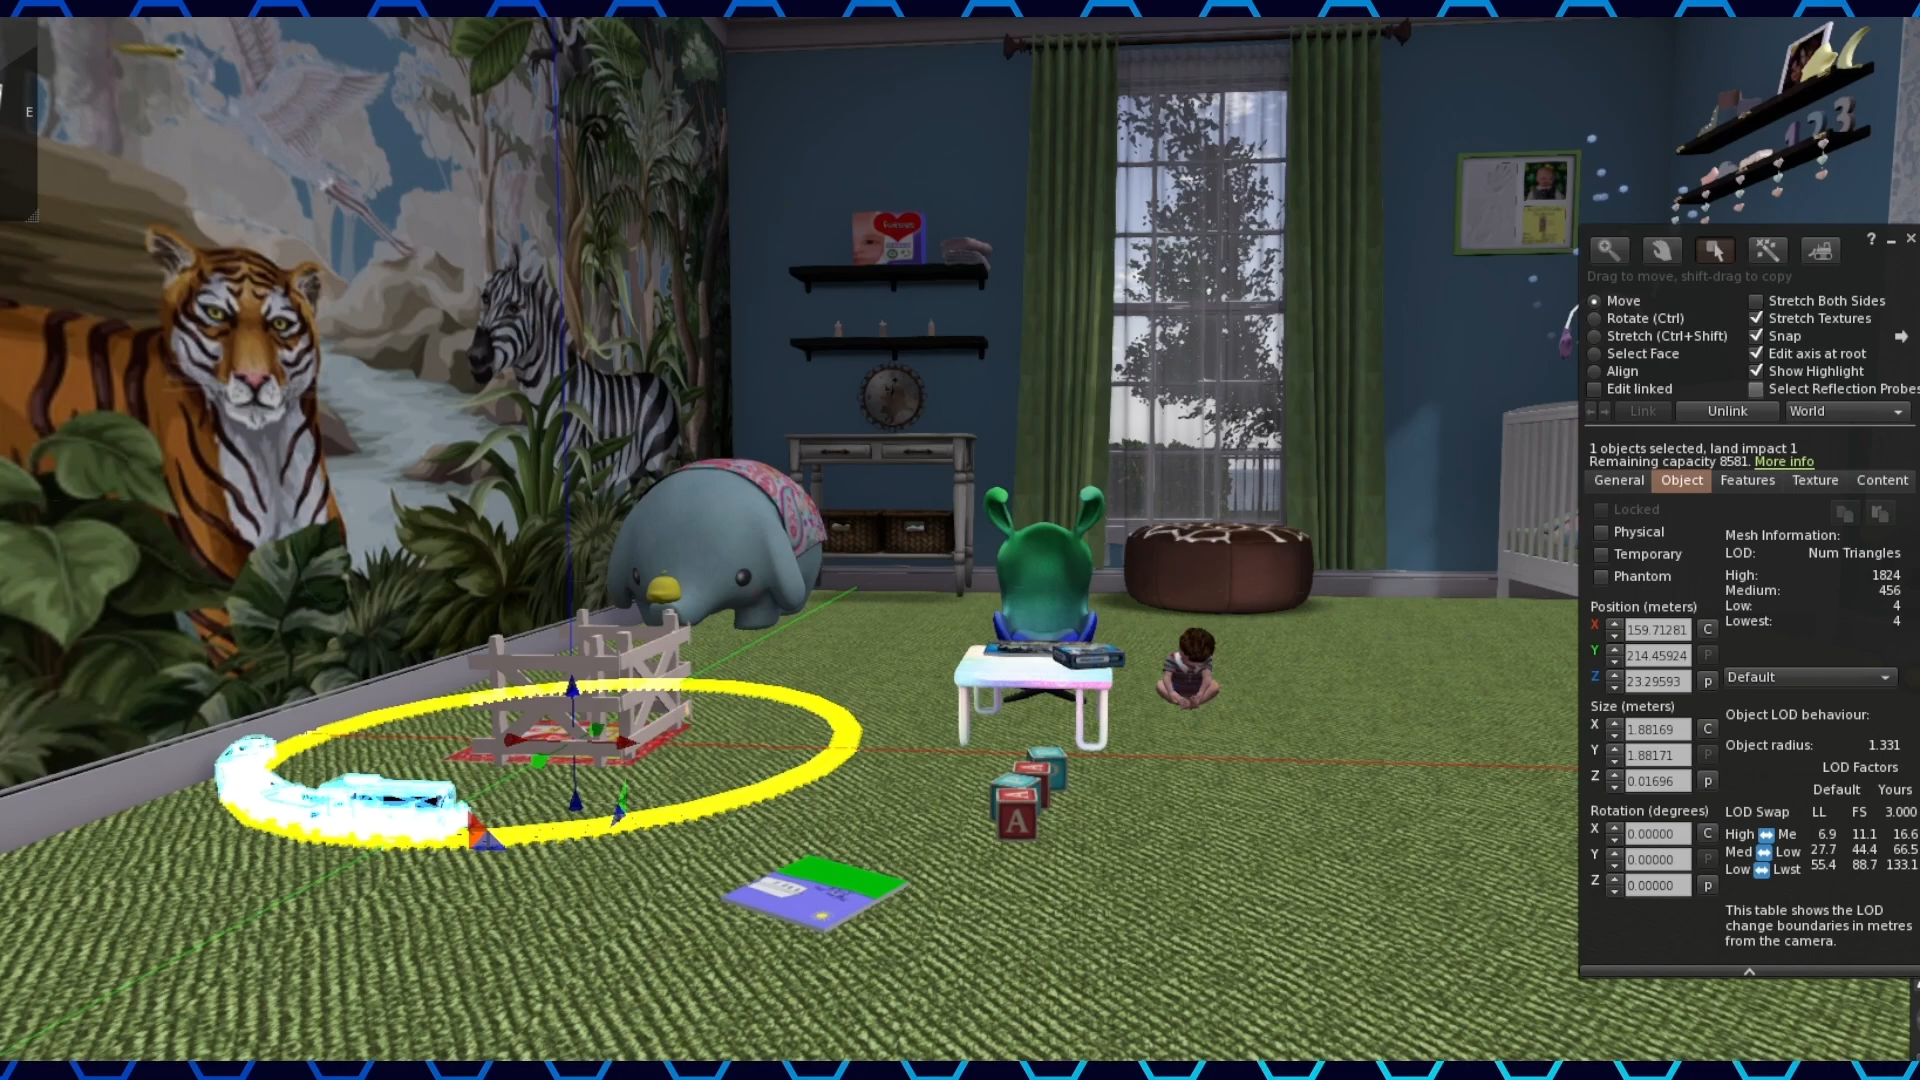 E
Drag to move, shift-drag to copy
Move
Rotate (Ctrl)
Stretch (Ctrl+Shift)
Select Face
Align
Edit linked
Stretch Both Sides
Stretch Textures
Snap
Edit axis at root
Show Highlight
Select Reflection Probes
Link Unlink World
1 objects selected, land impact 1
Remaining capacity 8581. More info
General Object Features Texture Content
Locked
Physical
Temporary
Phantom
Position (meters)
X 159.71281 C
Y 214.45924 P
Z 23.29593 p
Size (meters)
X 1.88169 C
Y 1.88171 P
Z 0.01696 p
Rotation (degrees)
X 0.00000 C
Y 0.00000 P
Z 0.00000 p
Mesh Information:
LOD: Num Triangles
High: 1824
Medium: 456
Low: 4
Lowest: 4
Default
Object LOD behaviour:
Object radius: 1.331
LOD Factors
Default Yours
LOD Swap LL FS 3.000
High Me 6.9 11.1 16.6
Med Low 27.7 44.4 66.5
Low Lwst 55.4 88.7 133.1
This table shows the LOD
change boundaries in metres
from the camera.
1 2 3
A
A